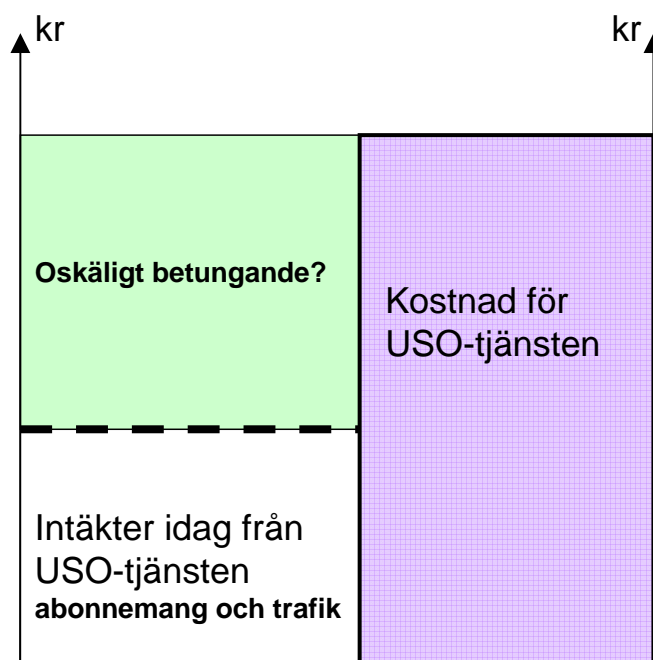 kr
kr
Oskäligt betungande?
Kostnad för
USO-tjänsten
Intäkter idag från
USO-tjänsten
abonnemang och trafik